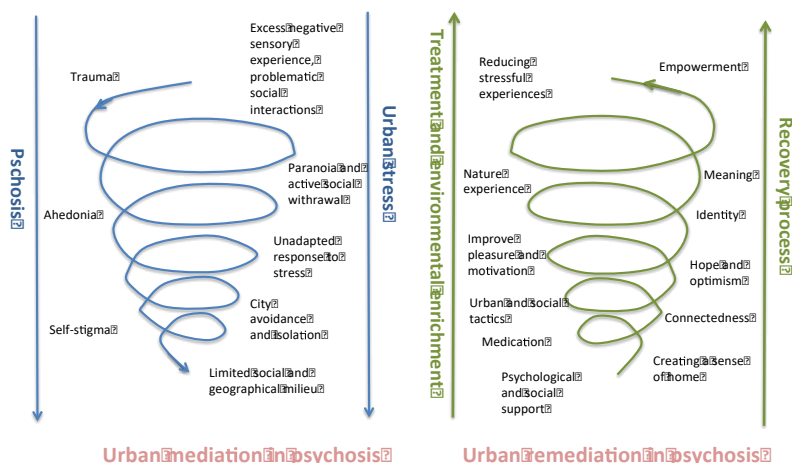 Excess negative
sensory
experience,
problematic
social
interactions
Trauma
Paranoia and
active social
withrawal
Ahedonia
Unadapted
response to
stress
City
avoidance
and isolation
Self-stigma
Limited social and
geographical milieu
Pschosis
Urban stress
Urban mediation in psychosis
Treatment and environmental enrichment
Reducing
stressful
experiences
Empowerment
Nature
experience
Meaning
Identity
Improve
pleasure and
motivation
Hope and
optimism
Urban and social
tactics
Connectedness
Medication
Creating a sense
of home
Psychological
and social
support
Recovery process
Urban remediation in psychosis